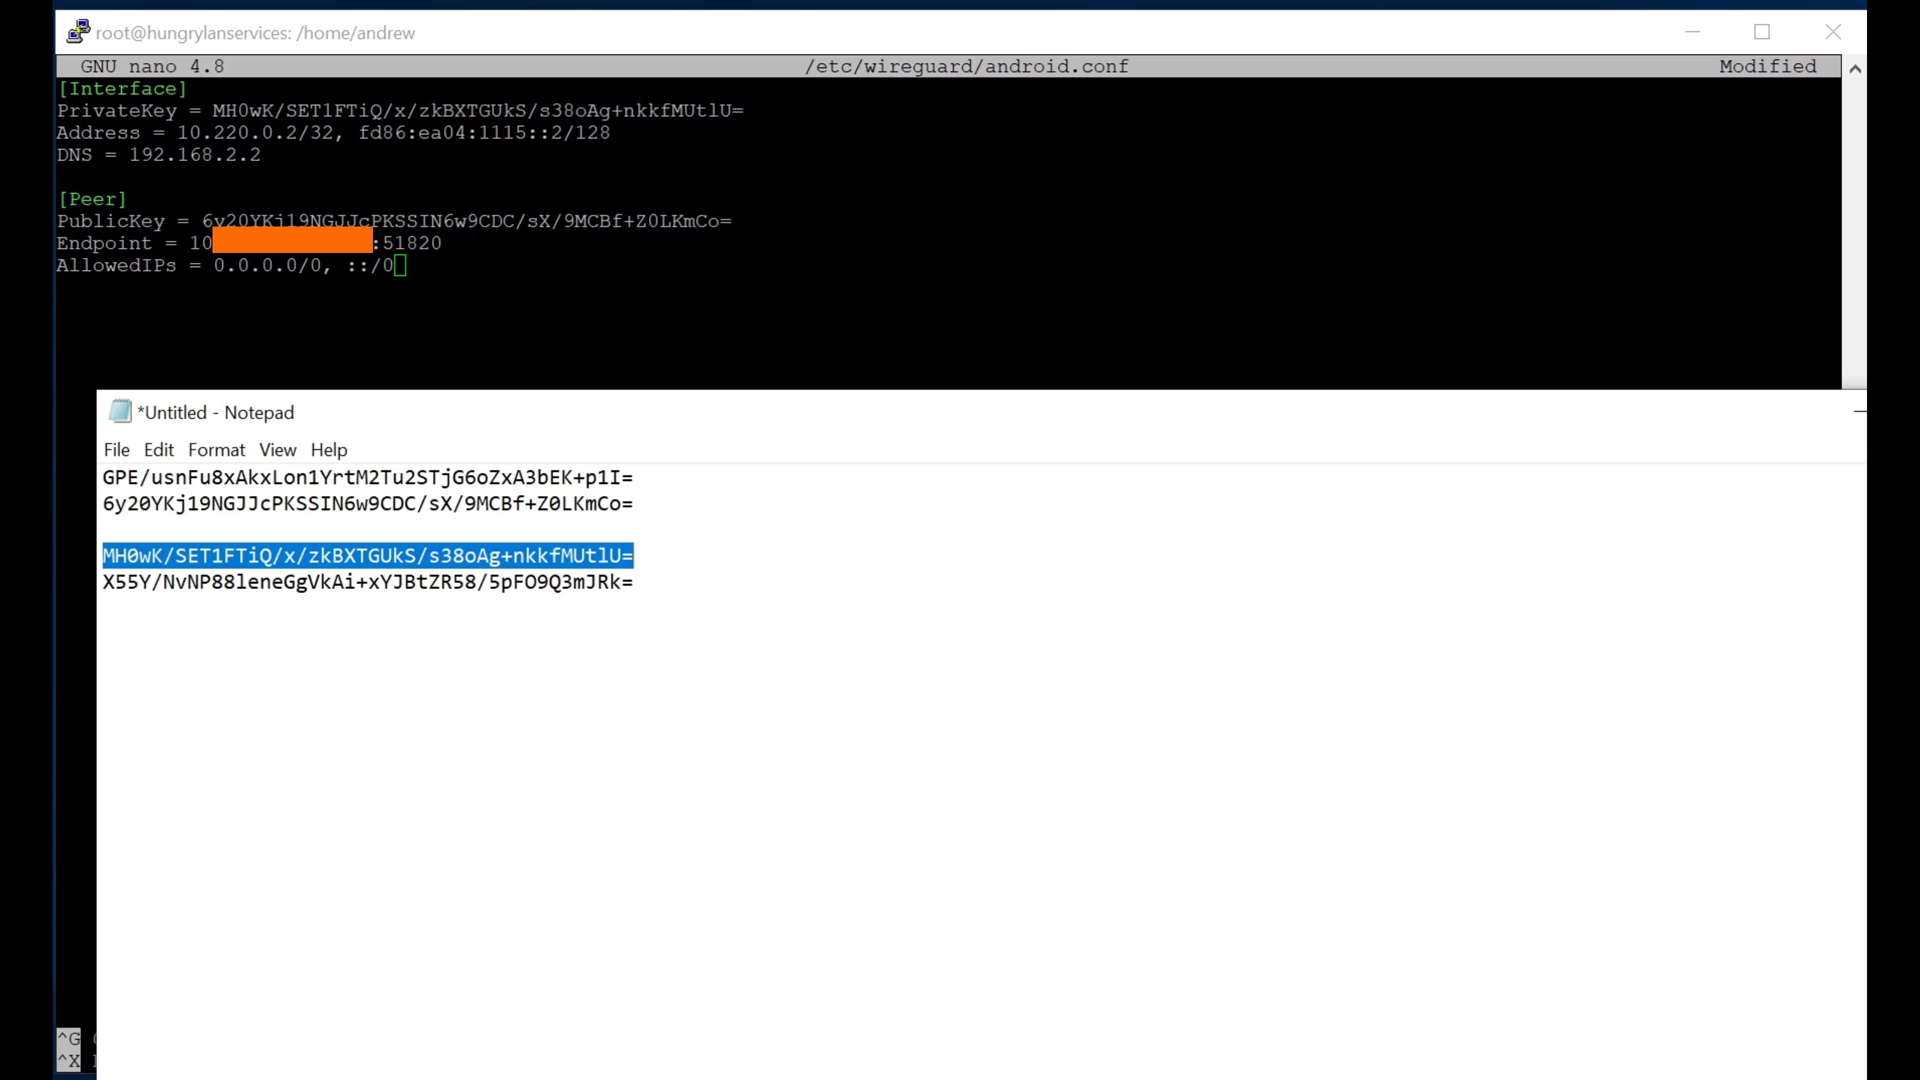 root@hungrylanservices: /home/andrew
GNU nano 4.8 /etc/wireguard/android.conf Modified
[Interface]
PrivateKey = MH0wK/SET1FTiQ/x/zkBXTGUkS/s38oAg+nkkfMUtlU=
Address = 10.220.0.2/32, fd86:ea04:1115::2/128
DNS = 192.168.2.2
[Peer]
PublicKey = 6y20YKj19NGJJcPKSSIN6w9CDC/sX/9MCBf+Z0LKmCo=
Endpoint = 10 :51820
AllowedIPs = 0.0.0.0/0, ::/0
*Untitled - Notepad
File Edit Format View Help
GPE/usnFu8xAkxLon1YrtM2Tu2STjG6oZxA3bEK+p1I=
6y20YKj19NGJJcPKSSIN6w9CDC/sX/9MCBf+Z0LKmCo=
MH0wK/SET1FTiQ/x/zkBXTGUkS/s38oAg+nkkfMUtlU=
X55Y/NvNP88leneGgVkAi+xYJBtZR58/5pFO9Q3mJRk=
^G
^X